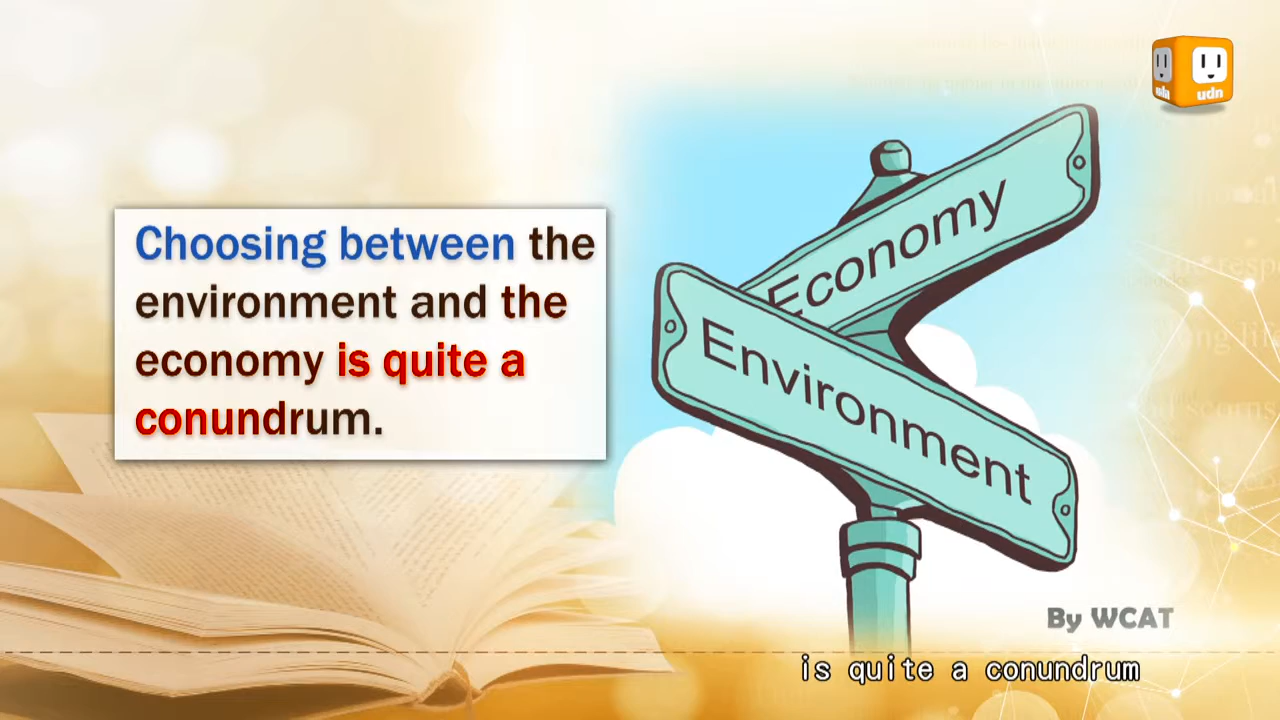 udn
Choosing between the
environment and the
economy is quite a
conundrum.
Economy
Environment
By WCAT
is quite a conundrum